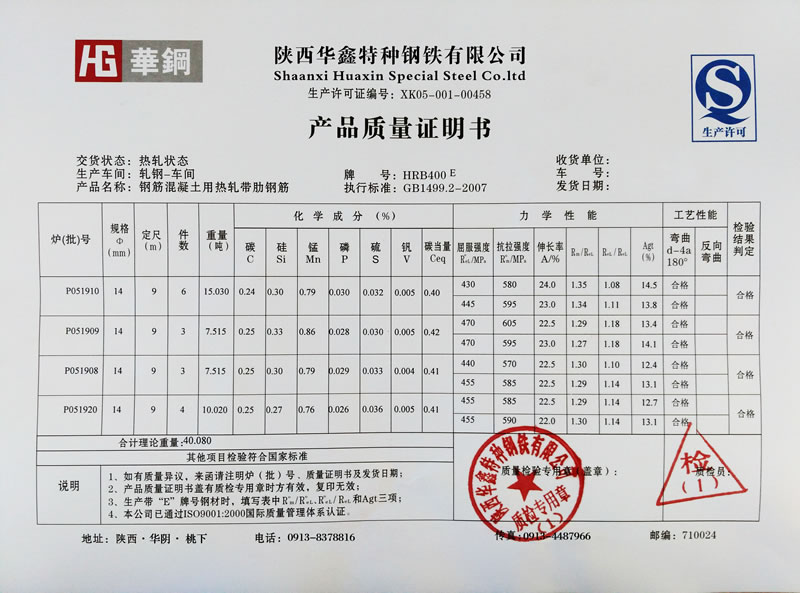 HG 華鋼
陕西华鑫特种钢铁有限公司
Shaanxi Huaxin Special Steel Co.ltd
生产许可证编号：XK05-001-00458
QS
生产许可
产品质量证明书
交货状态：热轧状态 收货单位：
生产车间：轧钢-车间 牌 号：HRB400 E 车 号：
产品名称：钢筋混凝土用热轧带肋钢筋 执行标准：GB1499.2-2007 发货日期：
炉(批)号 规格 Φ (mm) 定尺 (m) 件数 重量 (吨) 化学成分 (%) 力学性能 工艺性能 检验结果判定
碳 C 硅 Si 锰 Mn 磷 P 硫 S 钒 V 碳当量 Ceq 屈服强度 R°eL/MPa 抗拉强度 R°m/MPa 伸长率 A/% R°m/R°eL R°eL/ReL Agt (%) 弯曲 d-4a 180° 反向弯曲
P051910 14 9 6 15.030 0.24 0.30 0.79 0.030 0.032 0.005 0.40 430 580 24.0 1.35 1.08 14.5 合格 合格
445 595 23.0 1.34 1.11 13.8 合格
P051909 14 9 3 7.515 0.25 0.33 0.86 0.028 0.030 0.005 0.42 470 605 22.5 1.29 1.18 13.4 合格 合格
470 595 23.0 1.27 1.18 14.1 合格
P051908 14 9 3 7.515 0.25 0.30 0.79 0.029 0.033 0.004 0.41 440 570 22.5 1.30 1.10 12.4 合格 合格
455 585 22.5 1.29 1.14 13.1 合格
P051920 14 9 4 10.020 0.25 0.27 0.76 0.026 0.036 0.005 0.41 455 585 22.5 1.29 1.14 12.7 合格 合格
455 590 22.0 1.30 1.14 13.1 合格
合计理论重量：40.080
其他项目检验符合国家标准
说明
1、如有质量异议，来函请注明炉（批）号、质量证明书及发货日期；
2、产品质量证明书盖有质检专用章时方有效，复印无效；
3、生产带“E”牌号钢材时，填写表中R°m/R°eL、R°eL/ReL和Agt三项；
4、本公司已通过ISO9001:2000国际质量管理体系认证。
质量检验专用章（盖章）： 质检员：
陕西华鑫特种钢铁有限公司
质检专用章
(1)
检
(1)
地址：陕西·华阴·桃下 电话：0913-8378816 传真：0913-4487966 邮编：710024